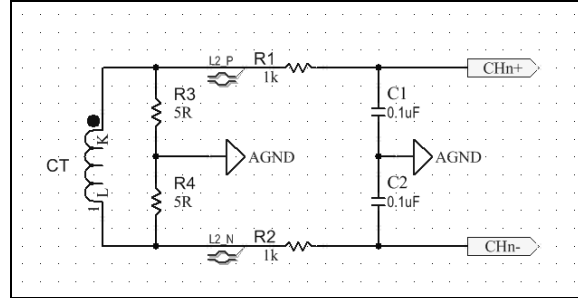 L2_P
R1
1k
CHn+
R3
5R
C1
0.1uF
K
CT
AGND
AGND
R4
5R
C2
0.1uF
1
L
L2_N
R2
1k
CHn-